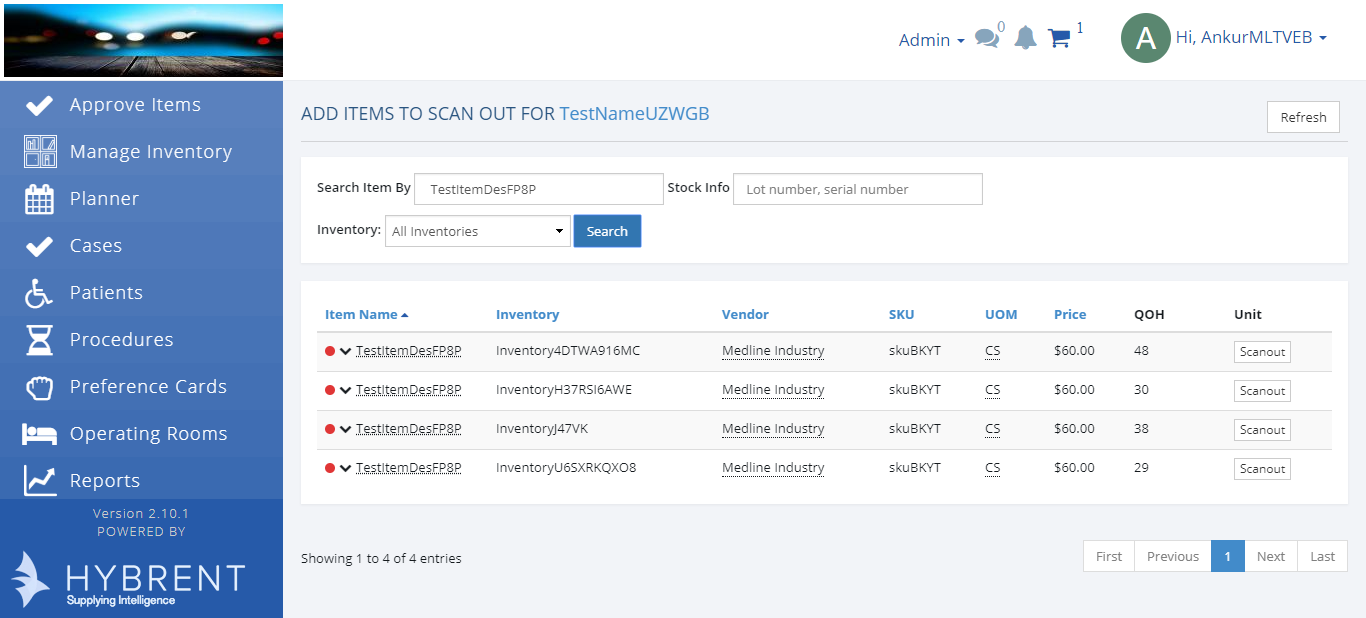 Admin
0
1
A
Hi, AnkurMLTVEB
Approve Items
Manage Inventory
Planner
Cases
Patients
Procedures
Preference Cards
Operating Rooms
Reports
Version 2.10.1
POWERED BY
HYBRENT
Supplying Intelligence
ADD ITEMS TO SCAN OUT FOR TestNameUZWGB
Refresh
Search Item By TestItemDesFP8P Stock Info Lot number, serial number
Inventory: All Inventories Search
Item Name Inventory Vendor SKU UOM Price QOH Unit
TestItemDesFP8P Inventory4DTWA916MC Medline Industry skuBKYT CS $60.00 48 Scanout
TestItemDesFP8P InventoryH37RSI6AWE Medline Industry skuBKYT CS $60.00 30 Scanout
TestItemDesFP8P InventoryJ47VK Medline Industry skuBKYT CS $60.00 38 Scanout
TestItemDesFP8P InventoryU6SXRKQXO8 Medline Industry skuBKYT CS $60.00 29 Scanout
Showing 1 to 4 of 4 entries
First Previous 1 Next Last